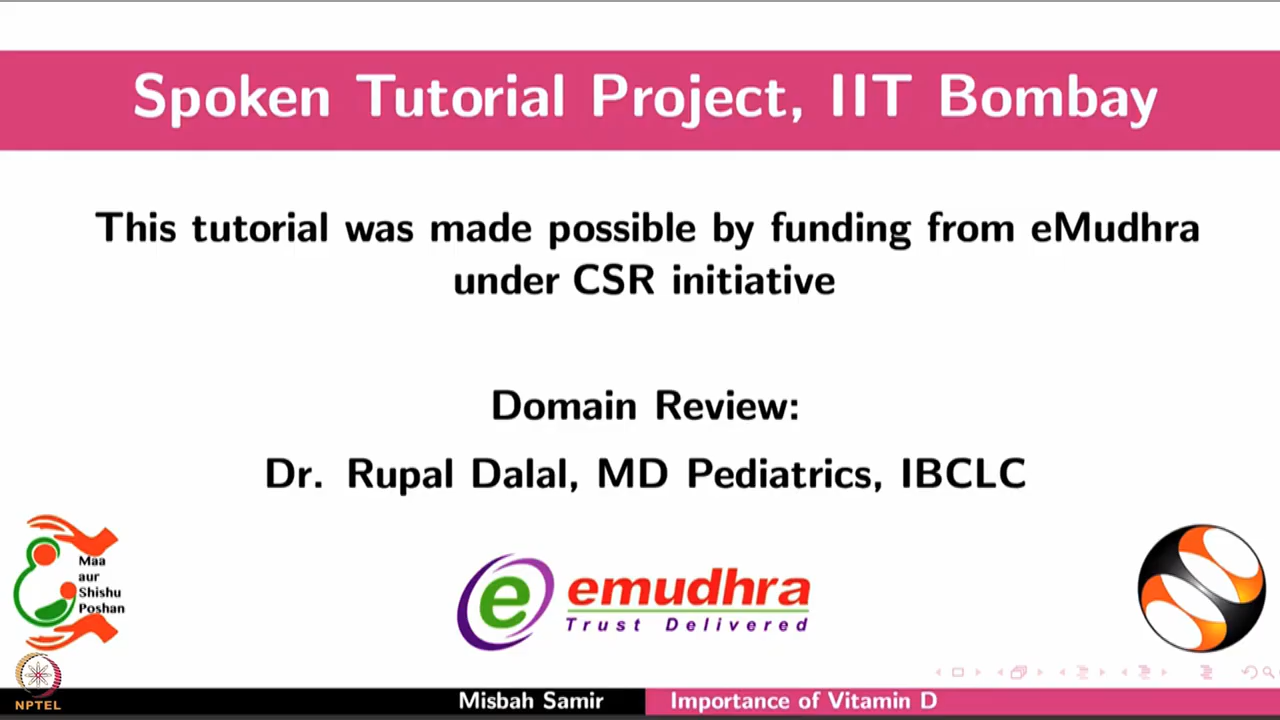 Spoken Tutorial Project, IIT Bombay
This tutorial was made possible by funding from eMudhra
under CSR initiative
Domain Review:
Dr. Rupal Dalal, MD Pediatrics, IBCLC
Maa
aur
Shishu
Poshan
e emudhra
Trust Delivered
NPTEL
Misbah Samir
Importance of Vitamin D